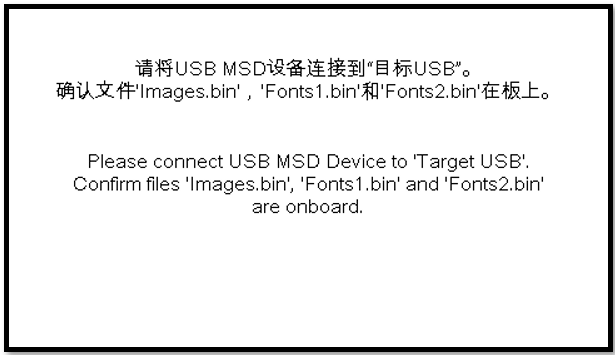 请将USB MSD设备连接到“目标USB”。
确认文件'Images.bin'，'Fonts1.bin'和'Fonts2.bin'在板上。
Please connect USB MSD Device to 'Target USB'.
Confirm files 'Images.bin', 'Fonts1.bin' and 'Fonts2.bin'
are onboard.